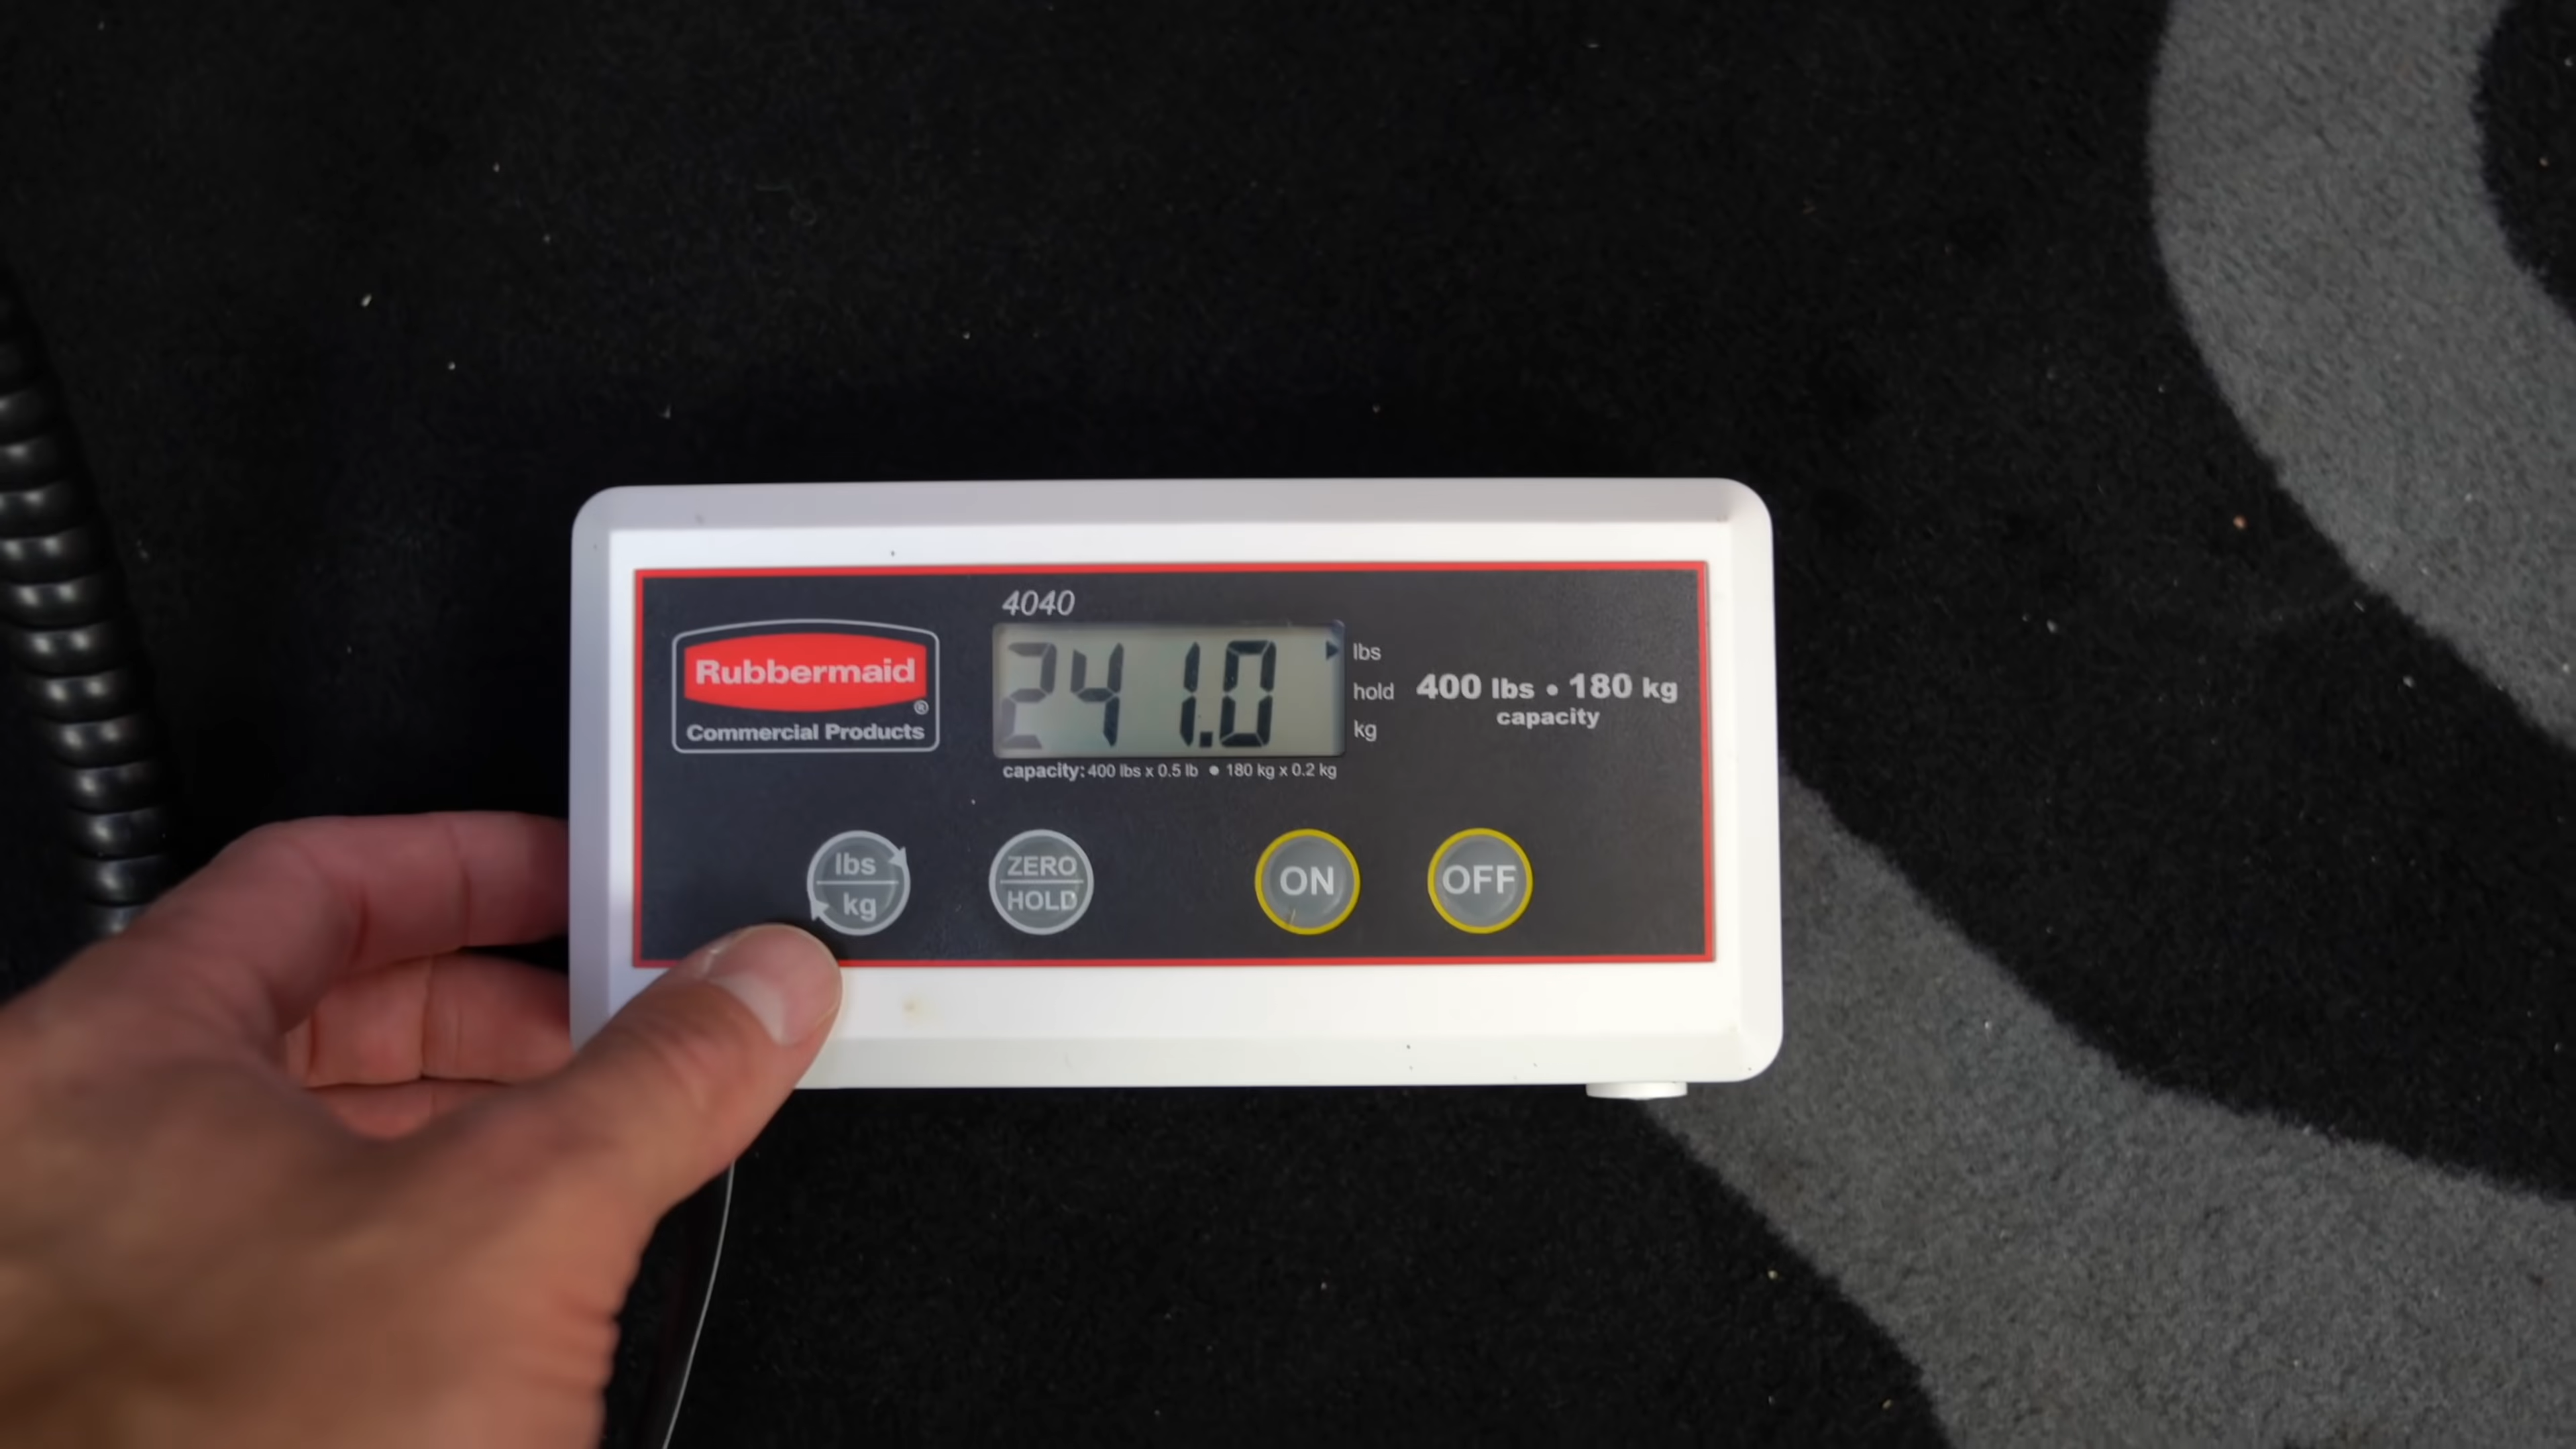 4040
Rubbermaid®
Commercial Products
241.0
lbs
hold
kg
400 lbs • 180 kg
capacity
capacity: 400 lbs x 0.5 lb • 180 kg x 0.2 kg
lbs
kg
ZERO
HOLD
ON
OFF